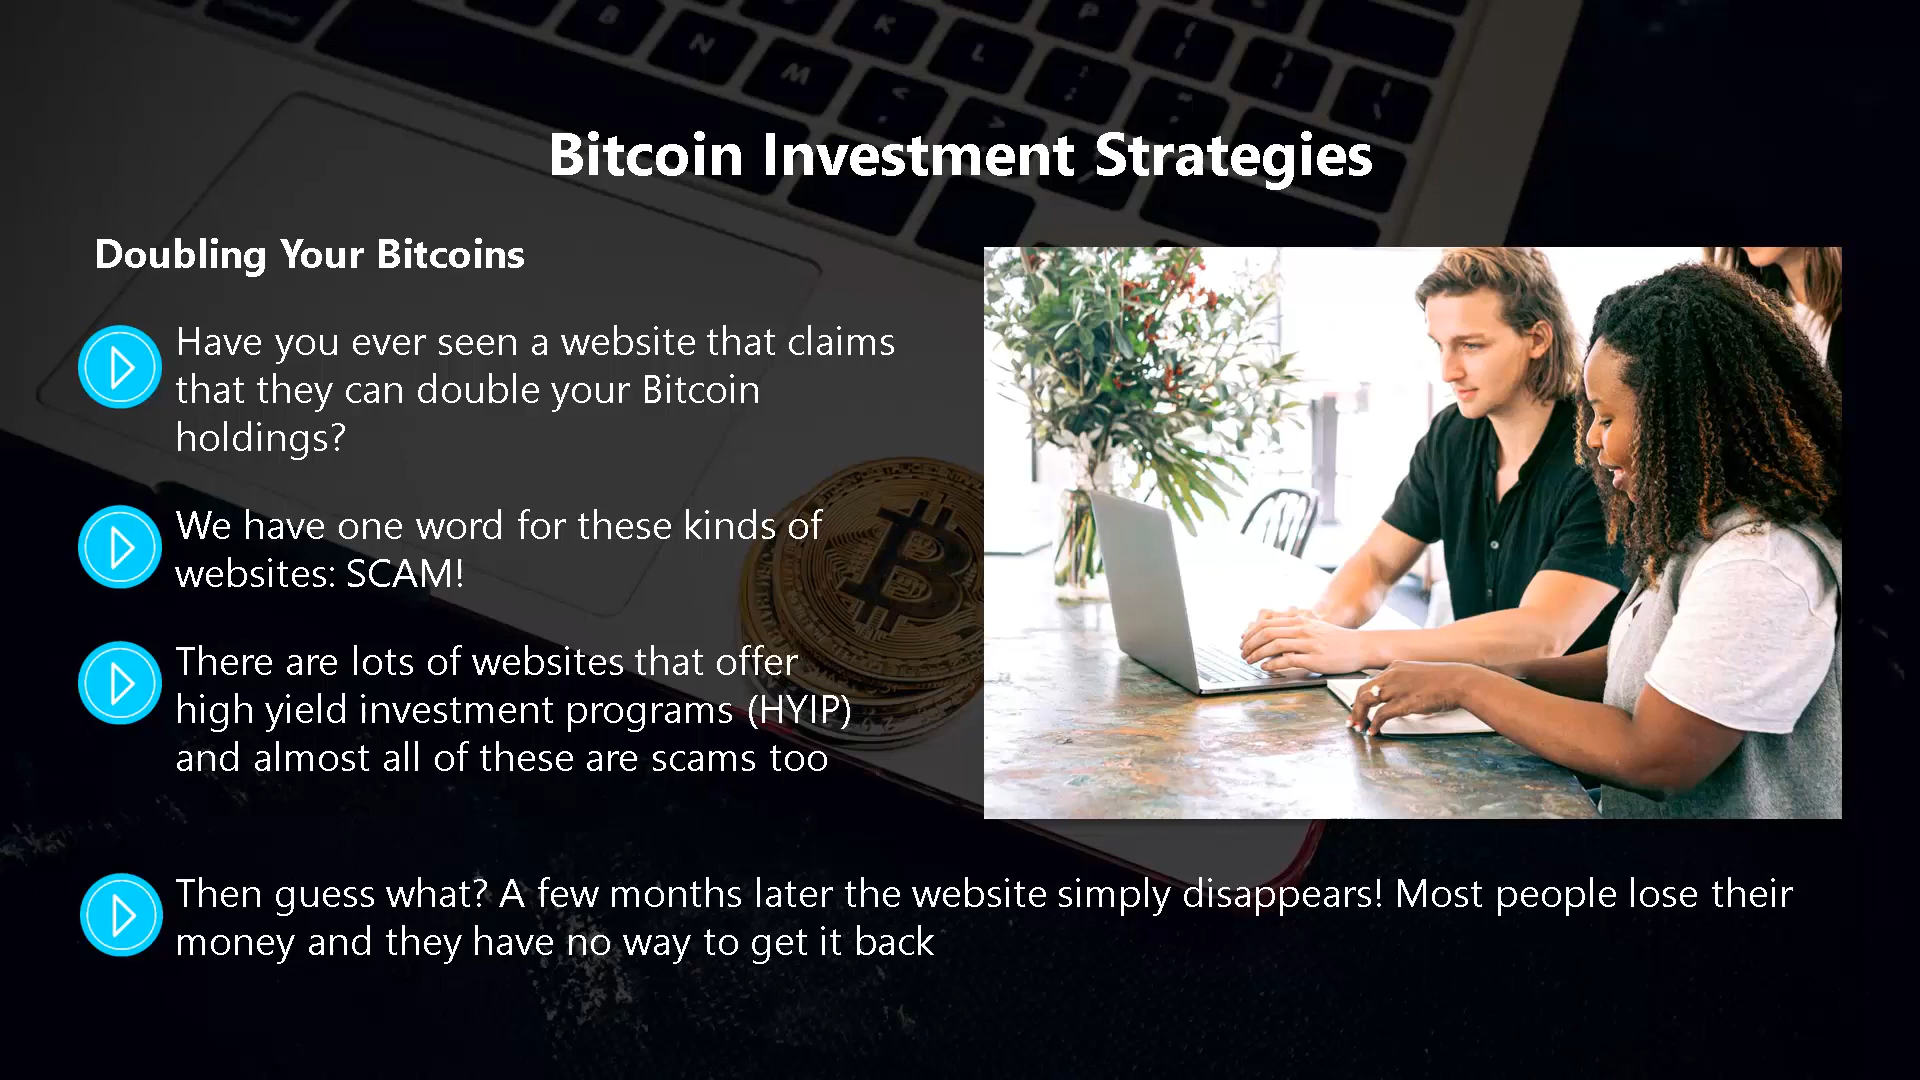 Bitcoin Investment Strategies
Doubling Your Bitcoins
Have you ever seen a website that claims
that they can double your Bitcoin
holdings?
We have one word for these kinds of
websites: SCAM!
There are lots of websites that offer
high yield investment programs (HYIP)
and almost all of these are scams too
Then guess what? A few months later the website simply disappears! Most people lose their
money and they have no way to get it back